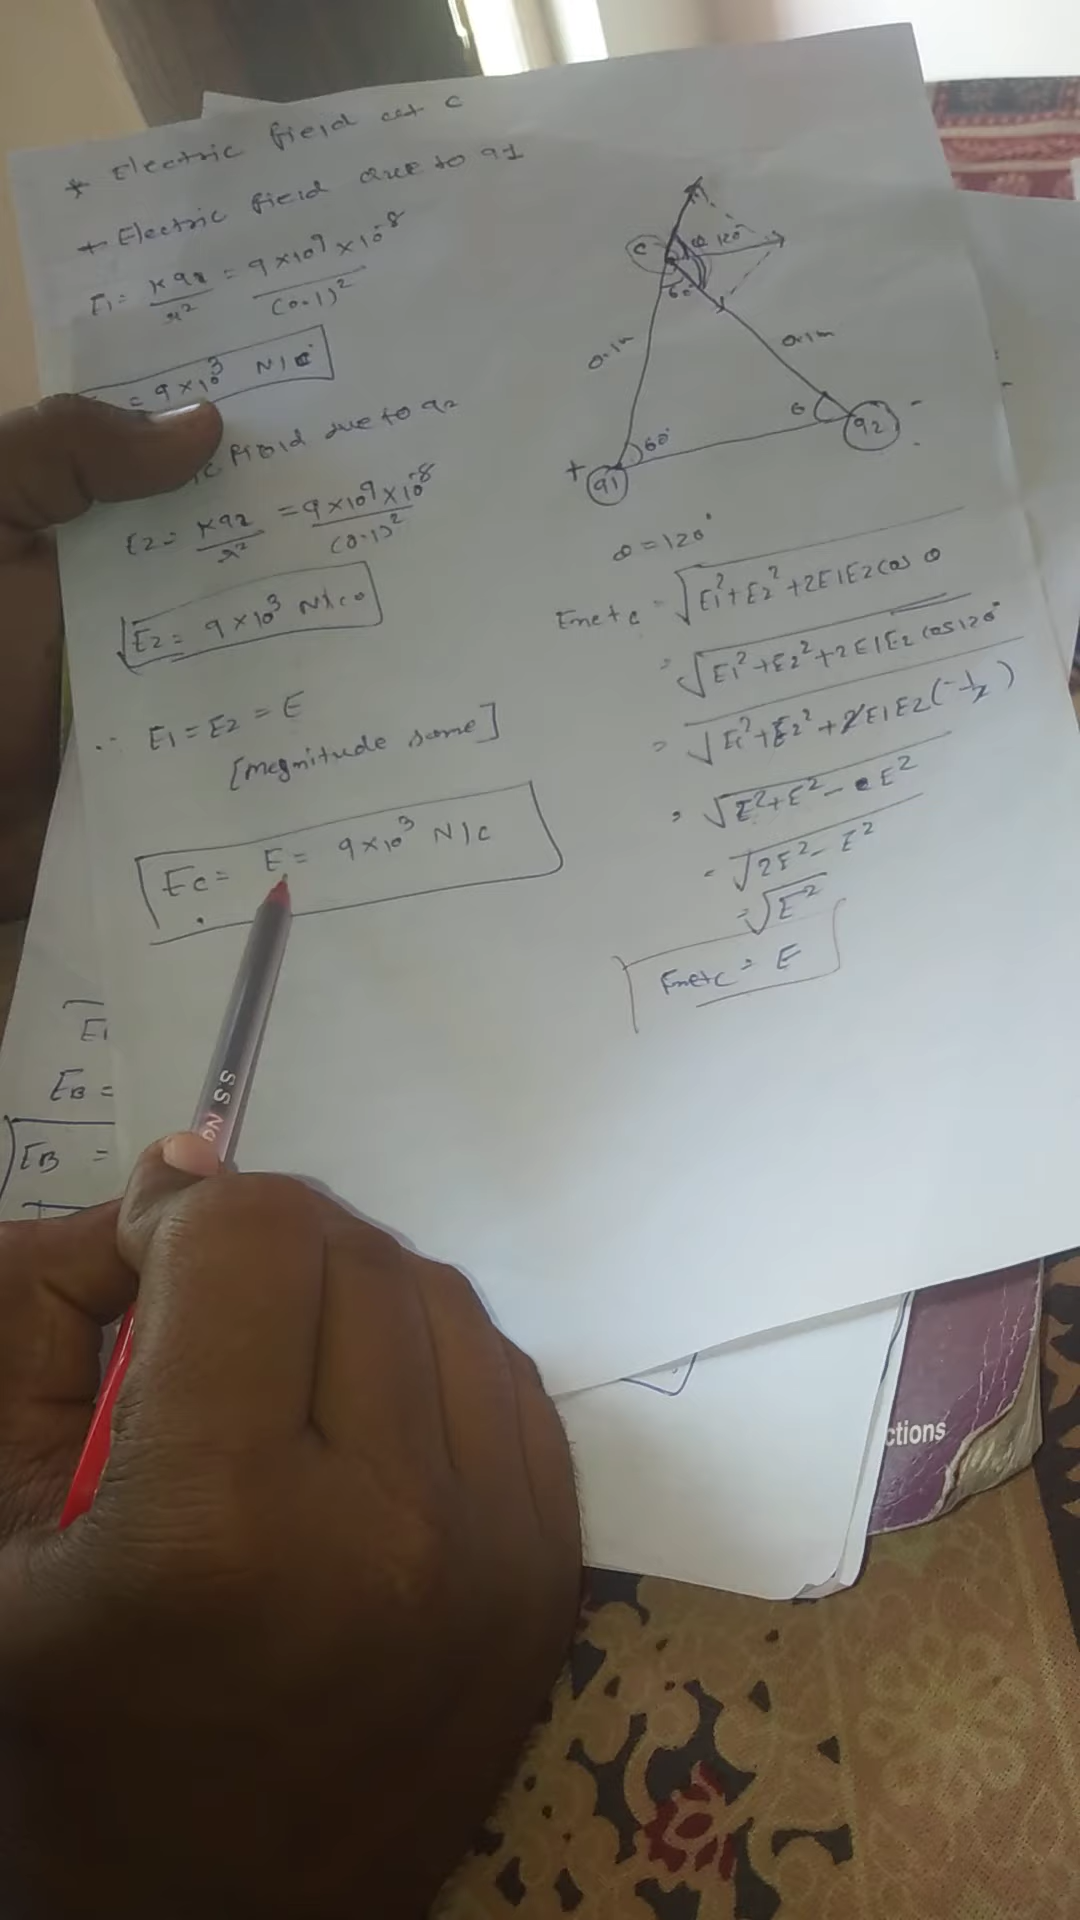 * Electric field at C
* Electric field due to q1
E1 = kq1/r² = 9×10⁹×10⁻⁸/(0.1)²
= 9×10³ N/C
field due to q2
E2 = kq2/r² = 9×10⁹×10⁻⁸/(0.1)²
E2 = 9×10³ N/C
∴ E1 = E2 = E
[megnitude same]
Ec = E = 9×10³ N/C
E1
EB =
EB =
C
120°
60°
0.1m
0.1m
60°
+
q1
q2
-
θ = 120°
Enet c = √E1²+E2²+2E1E2 cos θ
= √E1²+E2²+2E1E2 cos 120°
= √E1²+E2²+2E1E2(-1/2)
= √E²+E²-E²
= √2E²-E²
= √E²
Enet c = E
S.S NO
ctions